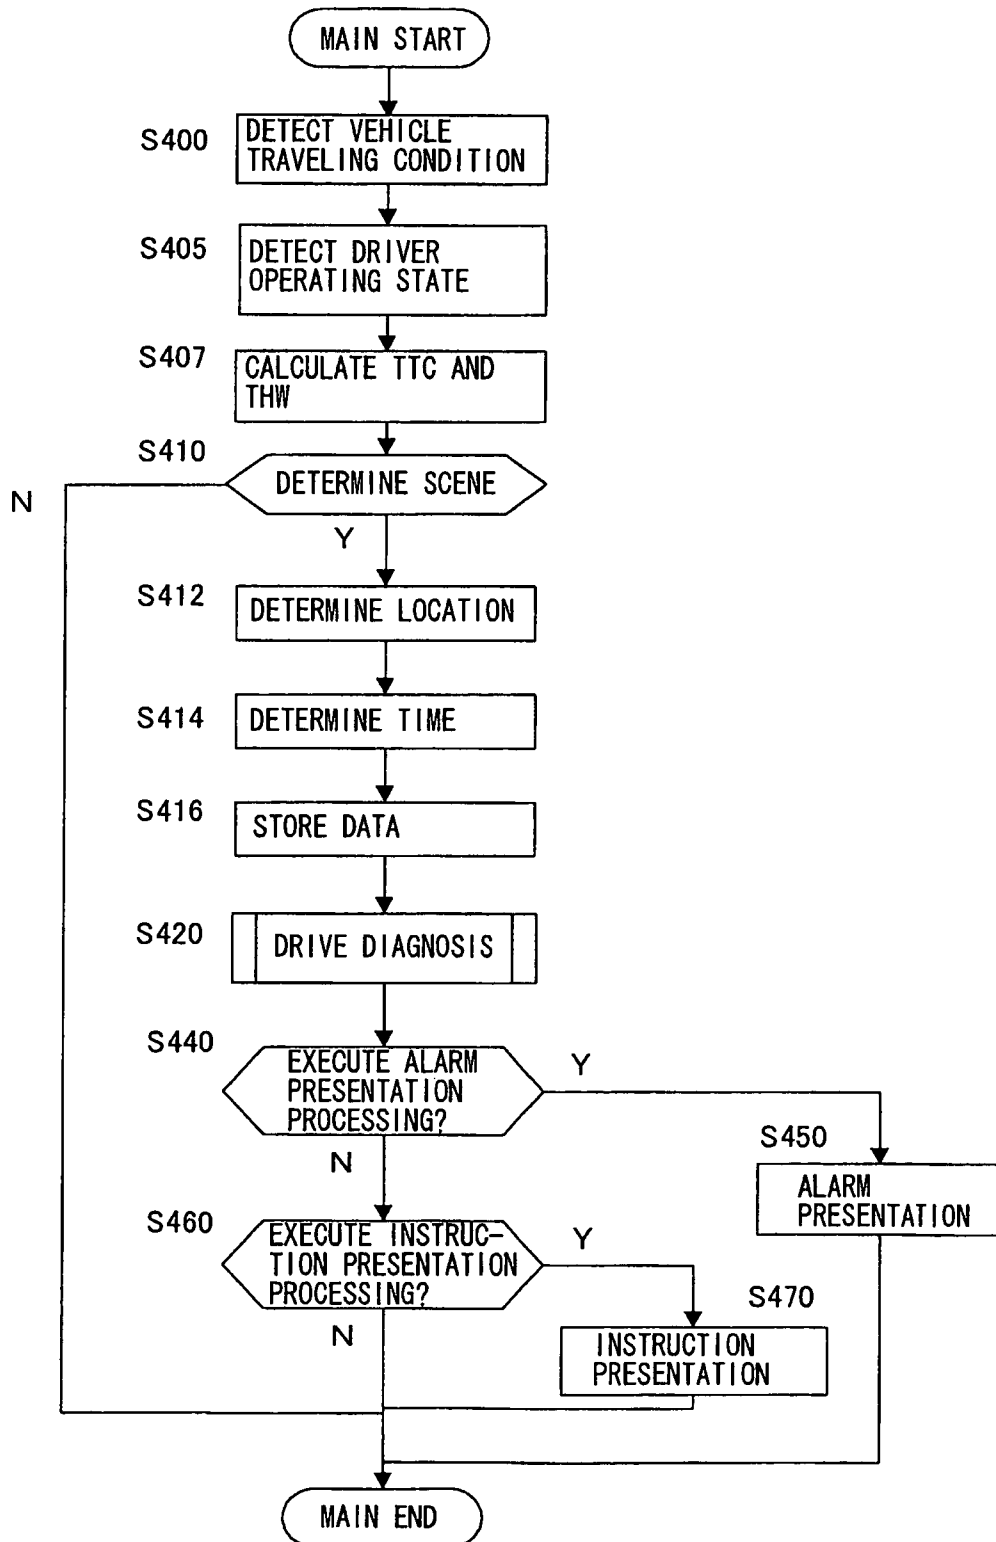 MAIN START
S400
DETECT VEHICLE
TRAVELING CONDITION
S405
DETECT DRIVER
OPERATING STATE
S407
CALCULATE TTC AND
THW
S410
DETERMINE SCENE
N
Y
S412
DETERMINE LOCATION
S414
DETERMINE TIME
S416
STORE DATA
S420
DRIVE DIAGNOSIS
S440
EXECUTE ALARM
PRESENTATION
PROCESSING?
Y
N
S450
ALARM
PRESENTATION
S460
EXECUTE INSTRUC-
TION PRESENTATION
PROCESSING?
Y
N
S470
INSTRUCTION
PRESENTATION
MAIN END